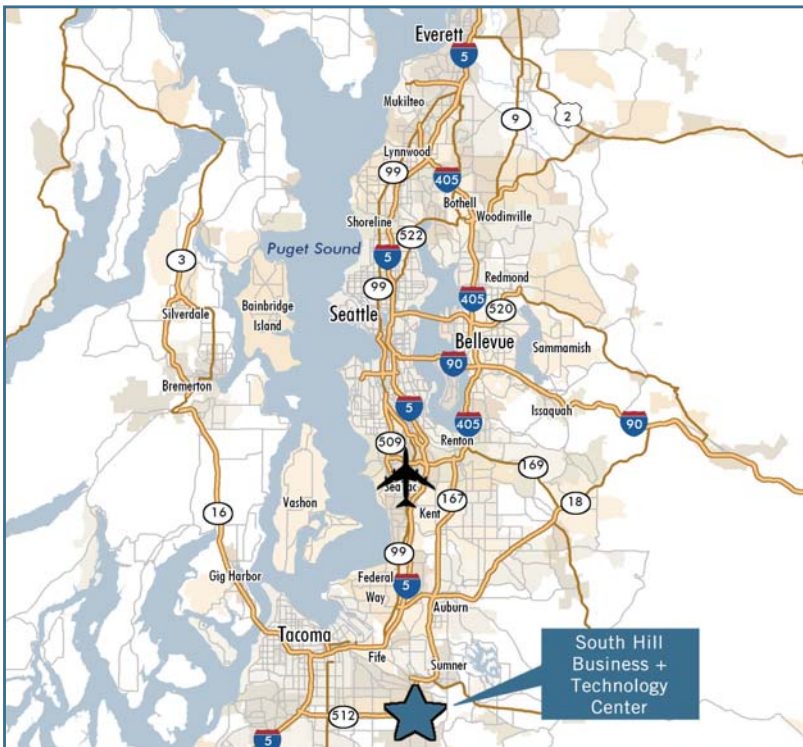 Everett
5
Mukilteo
9
2
Lynnwood
99
405
Bothell
Woodinville
Shoreline
522
Puget Sound
5
3
99
Redmond
405
520
Silverdale
Bainbridge
Island
Seattle
Bellevue
Sammamish
90
Bremerton
5
Issaquah
405
90
509
Renton
169
Vashon
167
18
16
Kent
99
Gig Harbor
Federal
Way
5
Auburn
Tacoma
Fife
Sumner
South Hill
Business +
Technology
Center
512
5